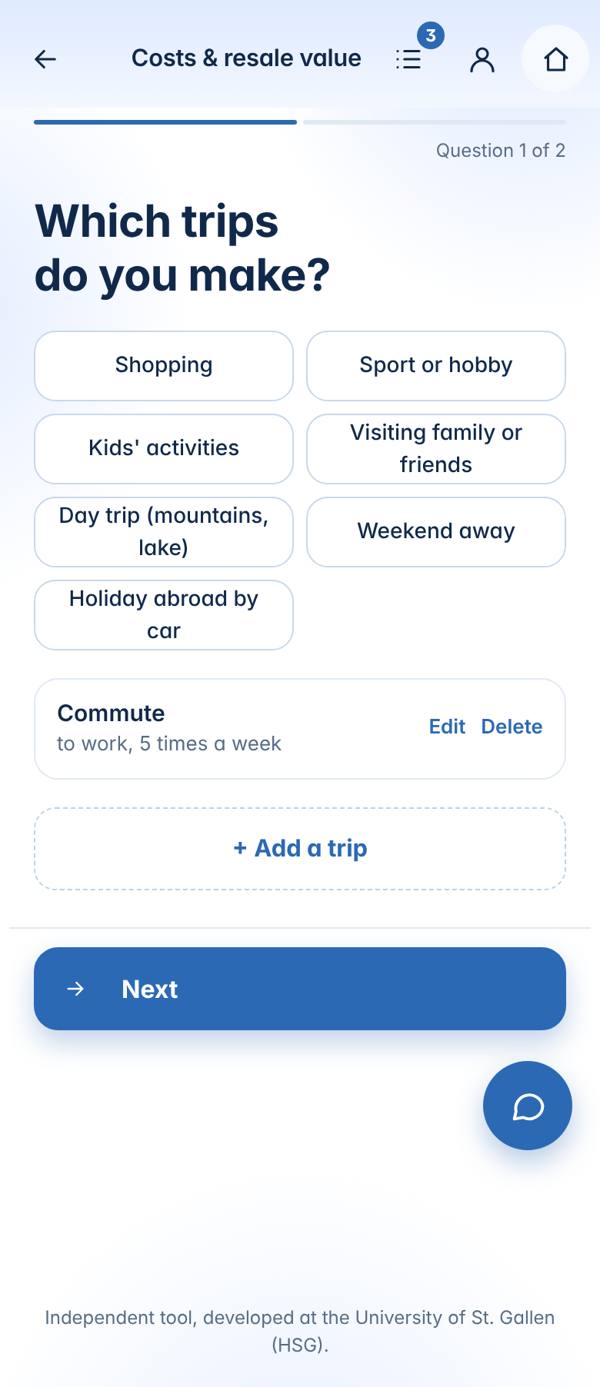 Costs & resale value
3
Question 1 of 2
Which trips
do you make?
Shopping
Sport or hobby
Kids' activities
Visiting family or
friends
Day trip (mountains,
lake)
Weekend away
Holiday abroad by
car
Commute
to work, 5 times a week
Edit
Delete
+ Add a trip
Next
Independent tool, developed at the University of St. Gallen
(HSG).